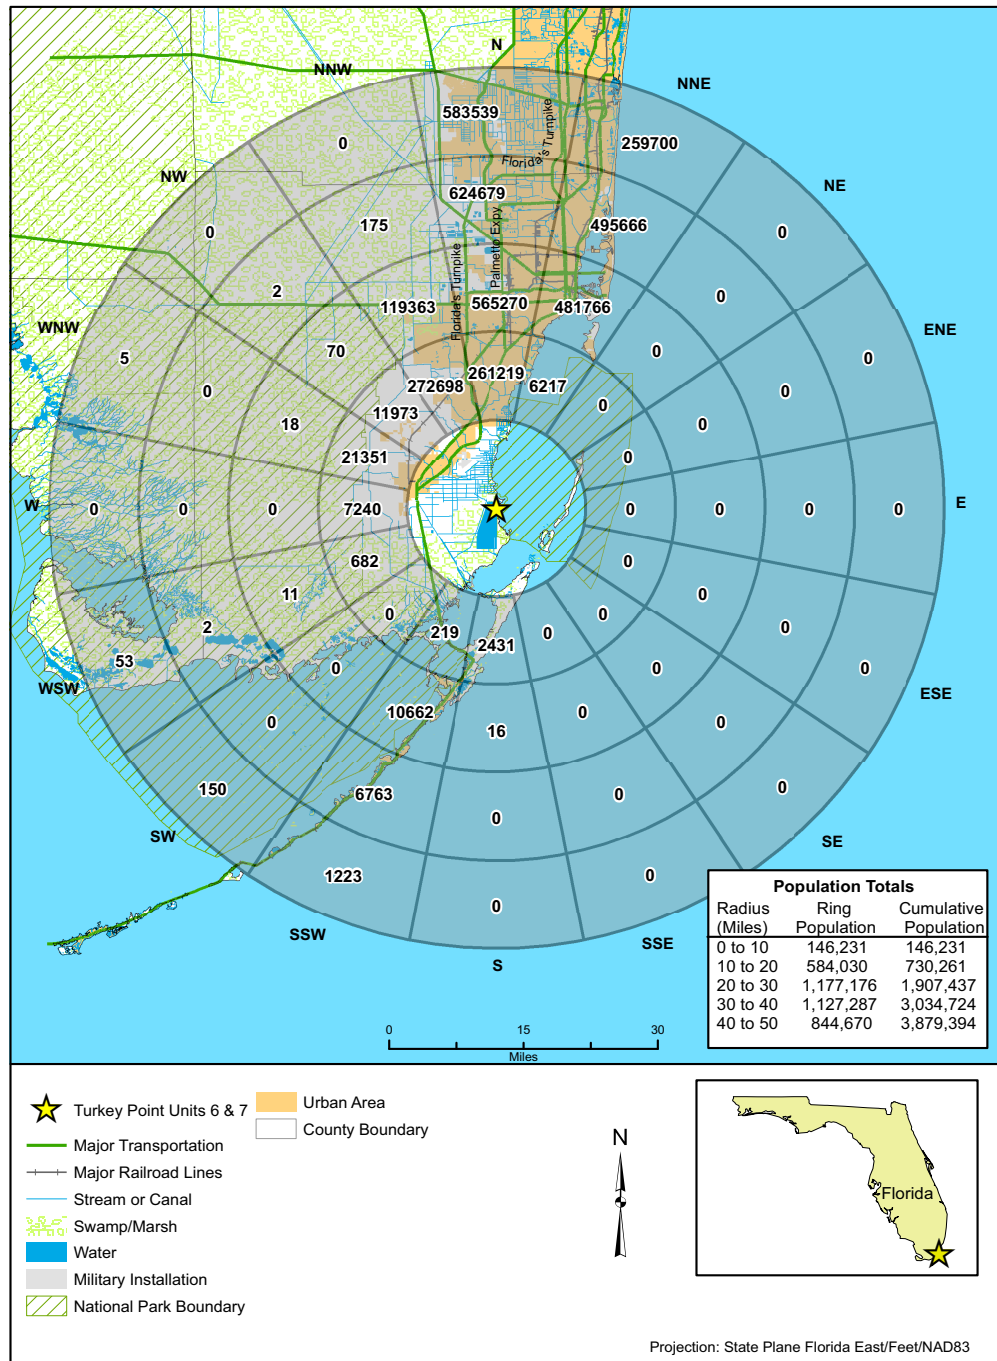 N
NNW
NNE
583539
0
259700
Florida's Turnpike
NW
NE
624679
175
495666
0
0
Palmetto Expy
Florida's Turnpike
2
0
119363
565270
481766
WNW
ENE
5
70
0
0
272698
261219
6217
0
11973
0
18
0
21351
0
W
0
0
0
7240
0
0
0
0
E
682
0
11
0
0
0
2
219
2431
0
0
53
0
0
0
WSW
ESE
0
10662
16
0
0
150
6763
0
0
0
SW
SE
1223
0
0
SSW
SSE
S
Population Totals
Radius (Miles) Ring Population Cumulative Population
0 to 10 146,231 146,231
10 to 20 584,030 730,261
20 to 30 1,177,176 1,907,437
30 to 40 1,127,287 3,034,724
40 to 50 844,670 3,879,394
0 15 30
Miles
Turkey Point Units 6 & 7
Major Transportation
Major Railroad Lines
Stream or Canal
Swamp/Marsh
Water
Military Installation
National Park Boundary
Urban Area
County Boundary
N
Florida
Projection: State Plane Florida East/Feet/NAD83